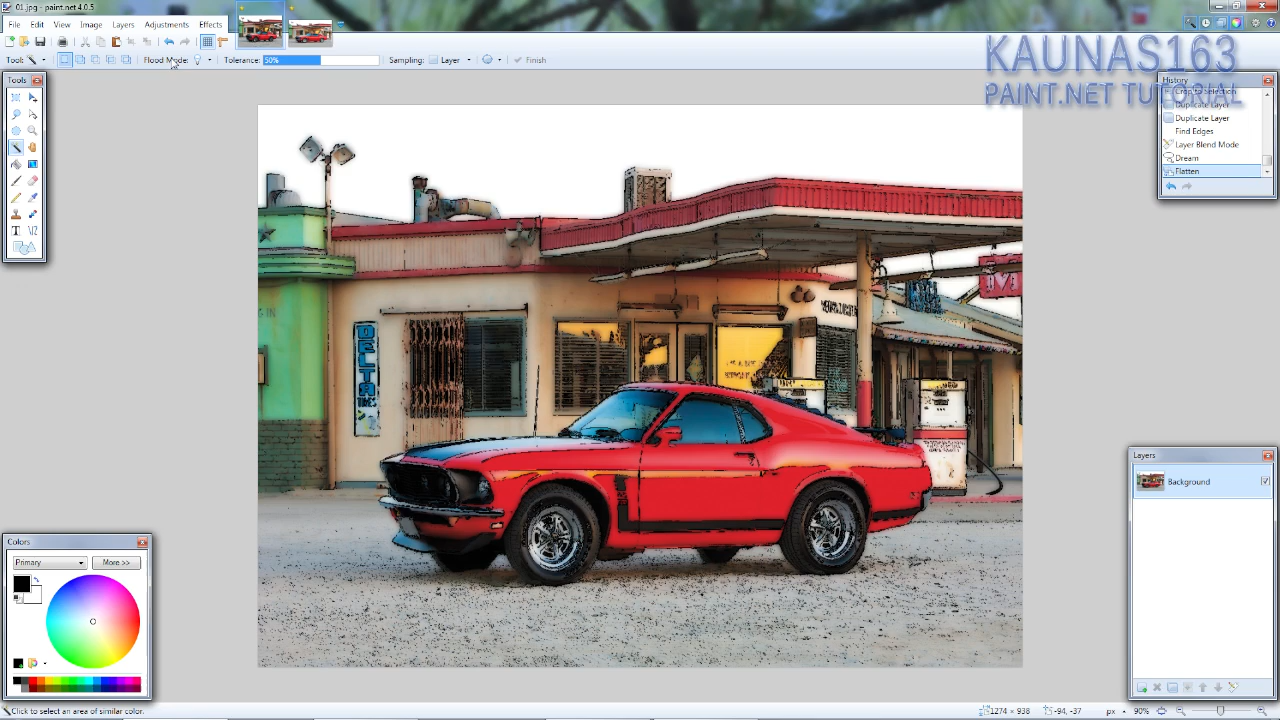 01.jpg - paint.net 4.0.5
File Edit View Image Layers Adjustments Effects
Tool: Flood Mode: Tolerance: 50% Sampling: Layer Finish
KAUNAS163
PAINT.NET TUTORIAL
Tools
History
Crop to Selection
Duplicate Layer
Duplicate Layer
Find Edges
Layer Blend Mode
Dream
Flatten
DELTA
M
Layers
Background
Colors
Primary More >>
Click to select an area of similar color.
1274 × 938 -94, -37 px 90%